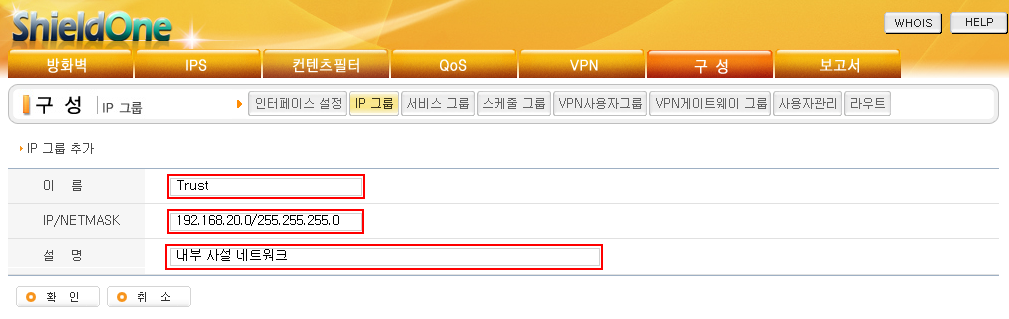 ShieldOne
WHOIS HELP
방화벽 IPS 컨텐츠필터 QoS VPN 구 성 보고서
구 성 IP 그룹 인터페이스 설정 IP 그룹 서비스 그룹 스케줄 그룹 VPN사용자그룹 VPN게이트웨이 그룹 사용자관리 라우트
IP 그룹 추가
이 름 Trust
IP/NETMASK 192.168.20.0/255.255.255.0
설 명 내부 사설 네트워크
확 인 취 소